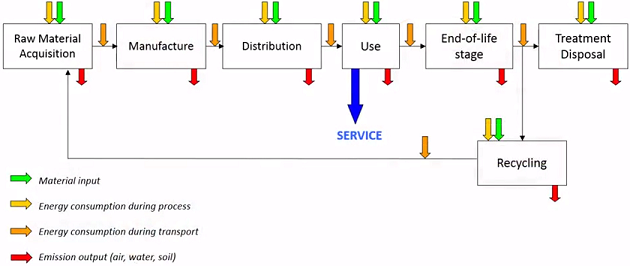 Raw Material
Acquisition
Manufacture
Distribution
Use
End-of-life
stage
Treatment
Disposal
SERVICE
Recycling
Material input
Energy consumption during process
Energy consumption during transport
Emission output (air, water, soil)